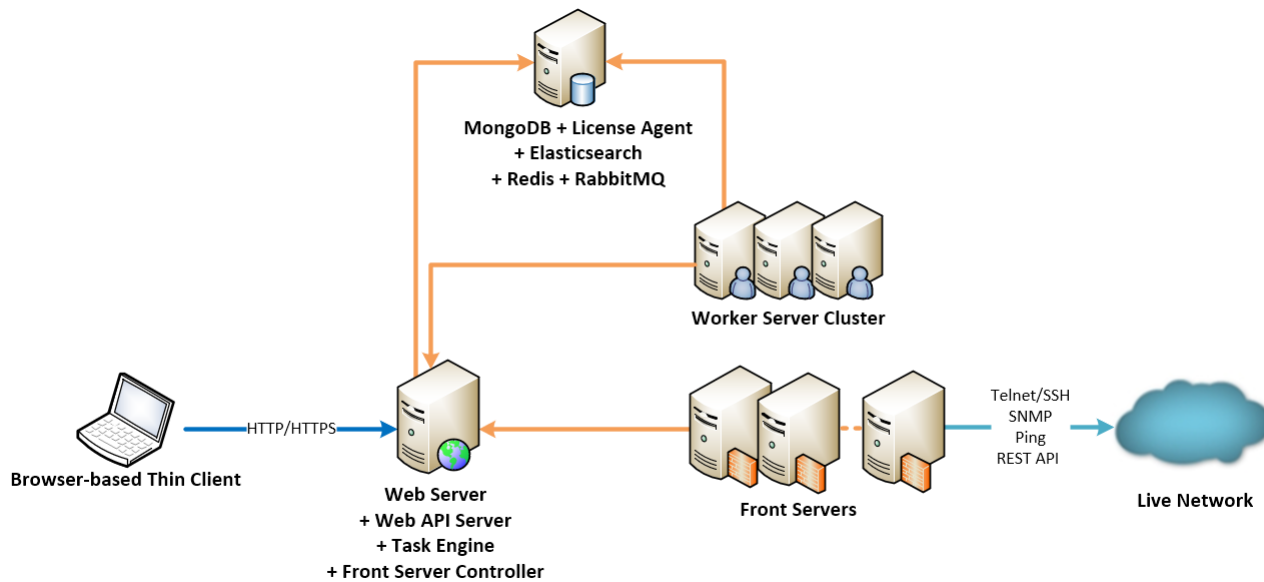 MongoDB + License Agent
+ Elasticsearch
+ Redis + RabbitMQ
Worker Server Cluster
HTTP/HTTPS
Browser-based Thin Client
Web Server
+ Web API Server
+ Task Engine
+ Front Server Controller
Front Servers
Telnet/SSH
SNMP
Ping
REST API
Live Network